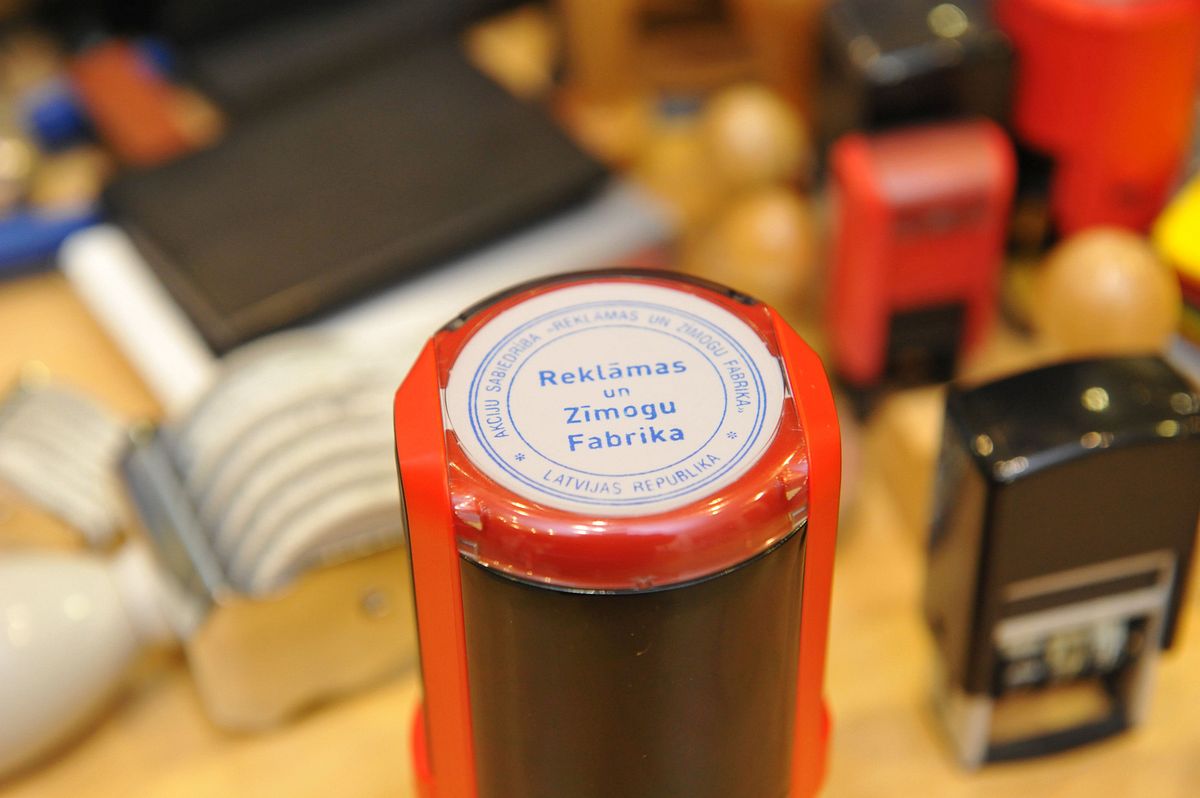 AKCIJU SABIEDRĪBA «REKLĀMAS UN ZĪMOGU FABRIKA»
Reklāmas
un
Zīmogu
Fabrika
* LATVIJAS REPUBLIKA *